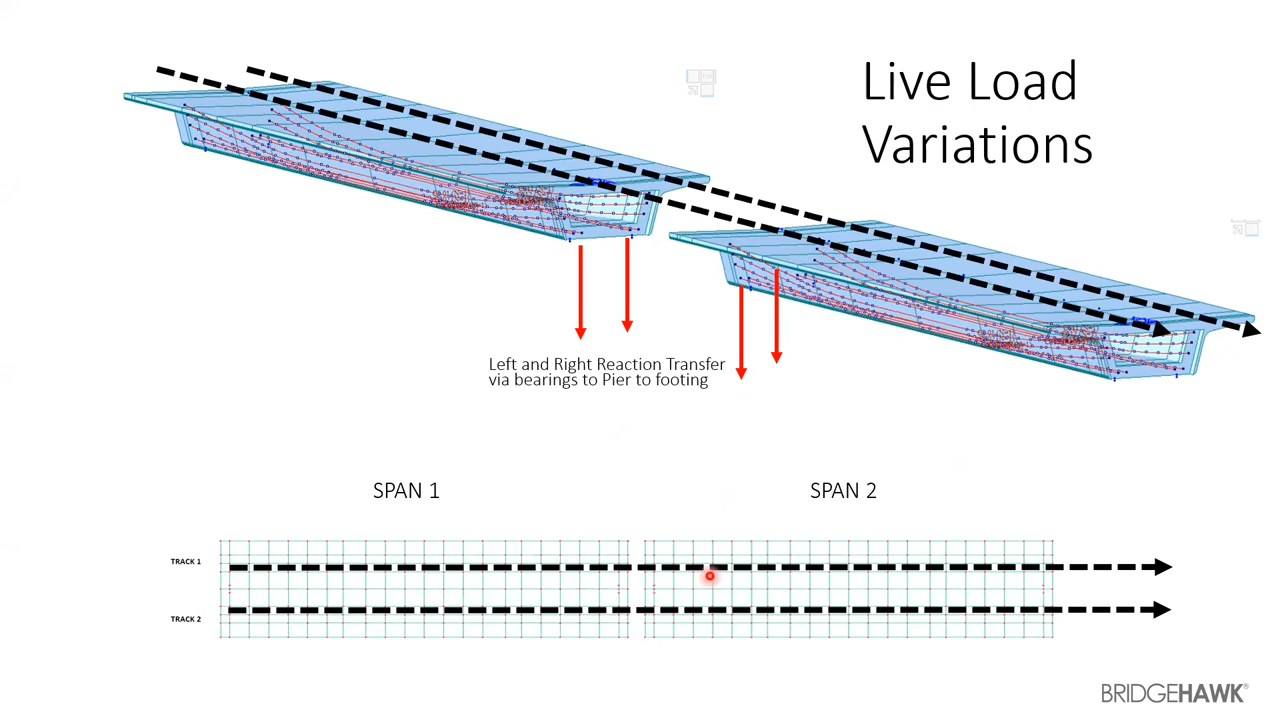 Live Load
Variations
Left and Right Reaction Transfer
via bearings to Pier to footing
SPAN 1
SPAN 2
TRACK 1
TRACK 2
BRIDGEHAWK®